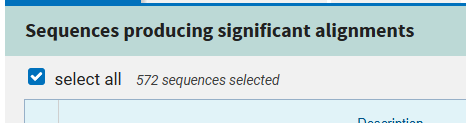 Sequences producing significant alignments
select all 572 sequences selected
Description